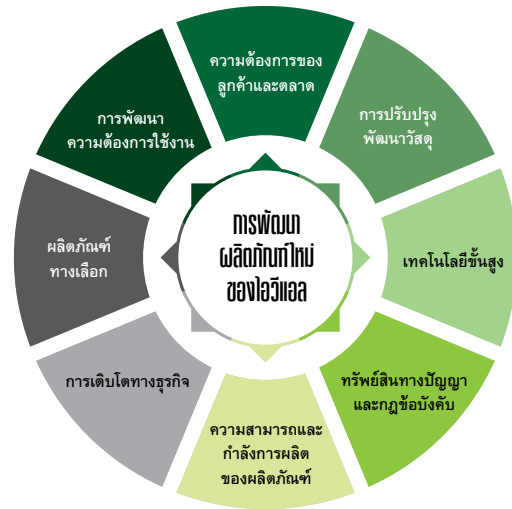 ความต้องการของ
ลูกค้าและตลาด
การปรับปรุง
พัฒนาวัสดุ
เทคโนโลยีขั้นสูง
ทรัพย์สินทางปัญญา
และกฎข้อบังคับ
ความสามารถและ
กำลังการผลิต
ของผลิตภัณฑ์
การเติบโตทางธุรกิจ
ผลิตภัณฑ์
ทางเลือก
การพัฒนา
ความต้องการใช้งาน
การพัฒนา
ผลิตภัณฑ์ใหม่
ของไอวีแอล